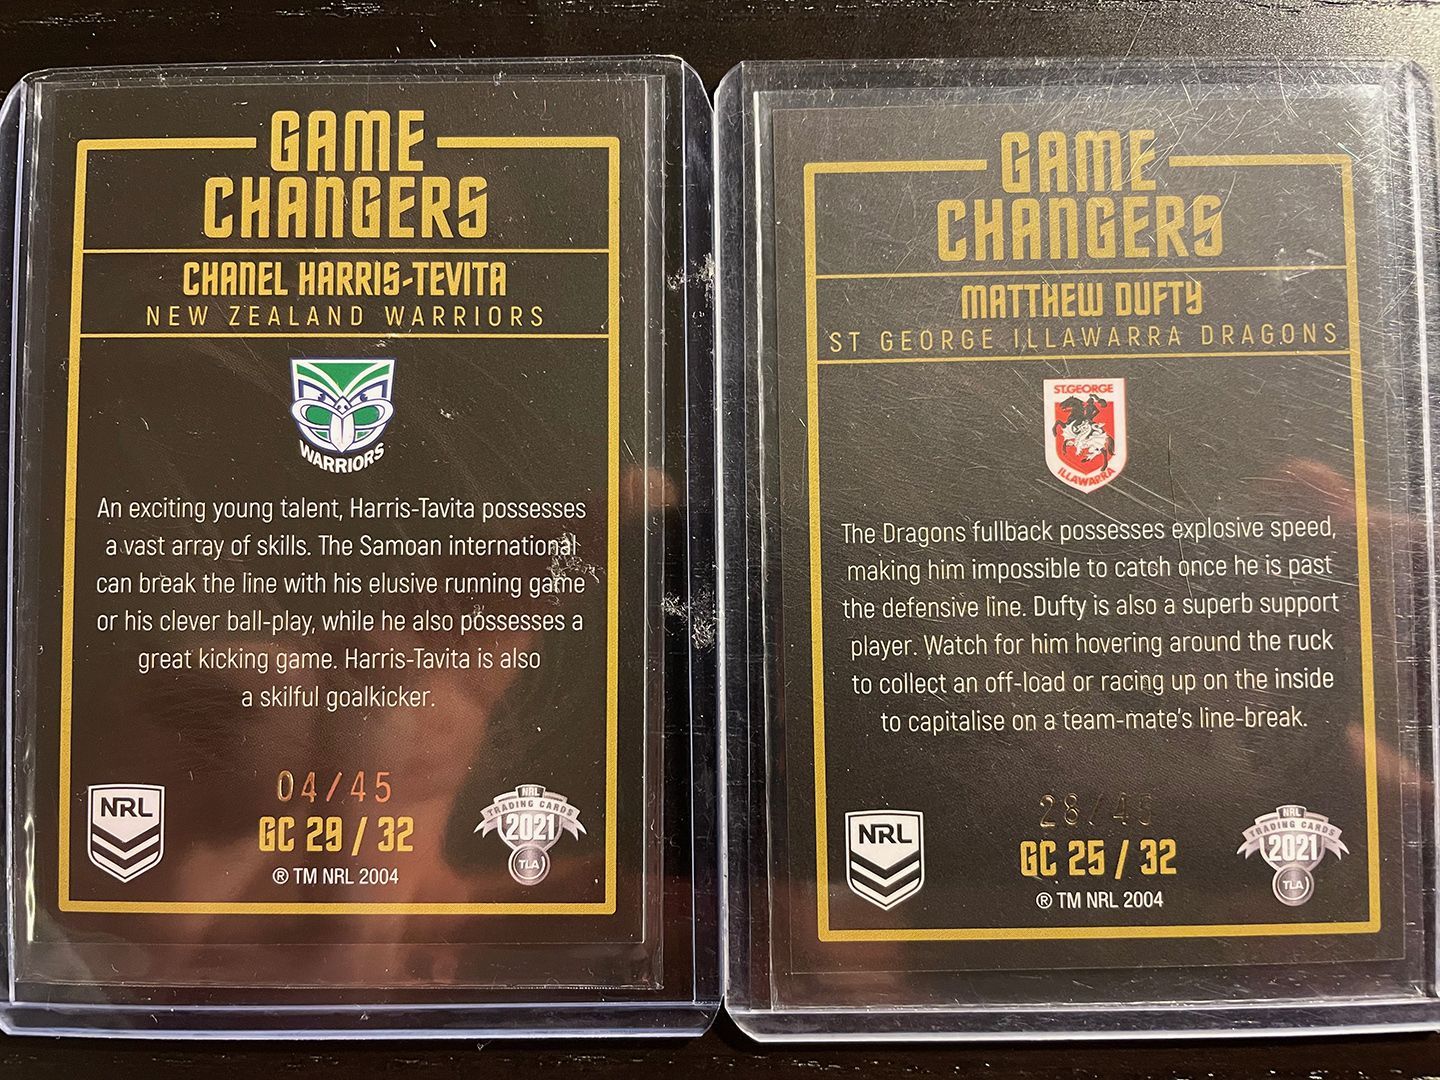 GAME
CHANGERS
CHANEL HARRIS-TEVITA
NEW ZEALAND WARRIORS
WARRIORS
An exciting young talent, Harris-Tavita possesses
a vast array of skills. The Samoan international
can break the line with his elusive running game
or his clever ball-play, while he also possesses a
great kicking game. Harris-Tavita is also
a skilful goalkicker.
04/45
NRL
GC 29 / 32
® TM NRL 2004
NRL
TRADING CARDS
2021
TLA
GAME
CHANGERS
MATTHEW DUFTY
ST GEORGE ILLAWARRA DRAGONS
ST.GEORGE
ILLAWARRA
The Dragons fullback possesses explosive speed,
making him impossible to catch once he is past
the defensive line. Dufty is also a superb support
player. Watch for him hovering around the ruck
to collect an off-load or racing up on the inside
to capitalise on a team-mate's line-break.
28/45
NRL
GC 25 / 32
® TM NRL 2004
NRL
TRADING CARDS
2021
TLA